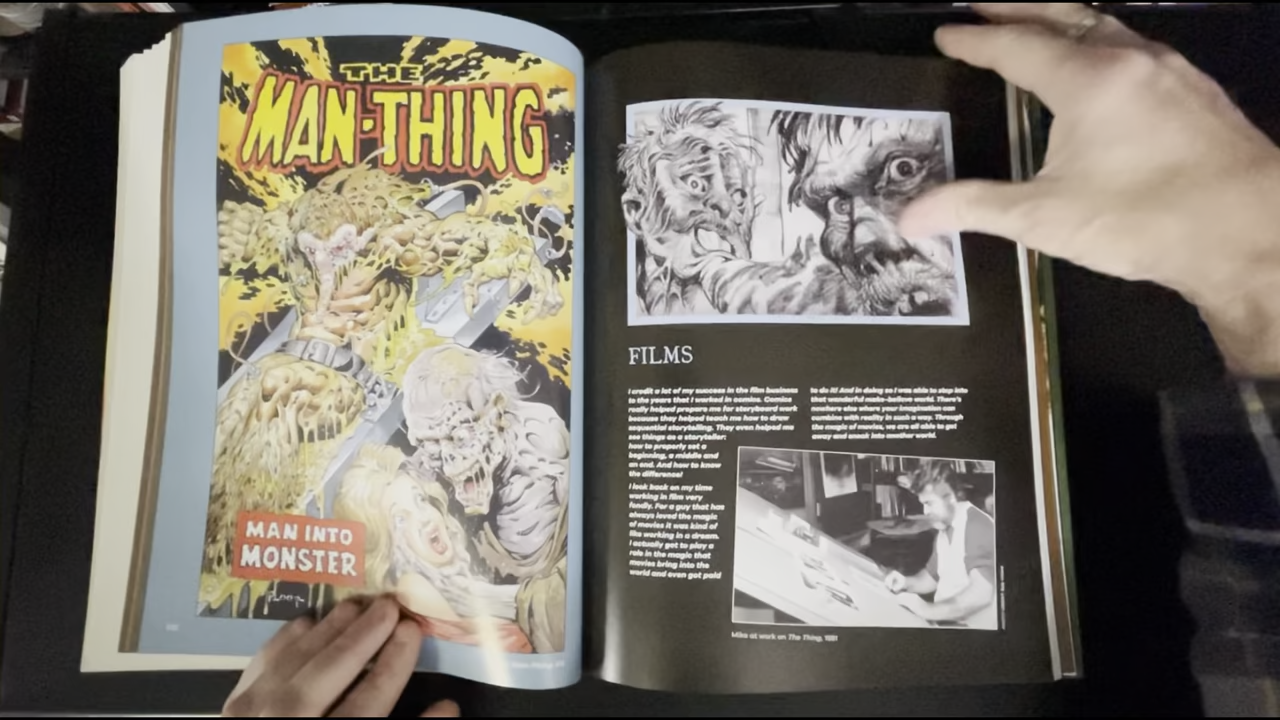 THE
MAN-THING
MAN INTO
MONSTER
PLOOG
FILMS
I credit a lot of my success in the film business
to the years that I worked in comics. Comics
really helped prepare me for storyboard work
because they helped teach me how to draw
sequential storytelling. They even helped me
see things as a storyteller:
how to properly set a
beginning, a middle and
an end. And how to know
the difference!
I look back on my time
working in film very
fondly. For a guy that has
always loved the magic
of movies it was kind of
like working in a dream.
I actually got to play a
role in the magic that
movies bring into the
world and even got paid
to do it! And in doing so I was able to step into
that wonderful make-believe world. There's
nowhere else where your imagination can
combine with reality in such a way. Through
the magic of movies, we are all able to get
away and sneak into another world.
Mike at work on The Thing, 1981